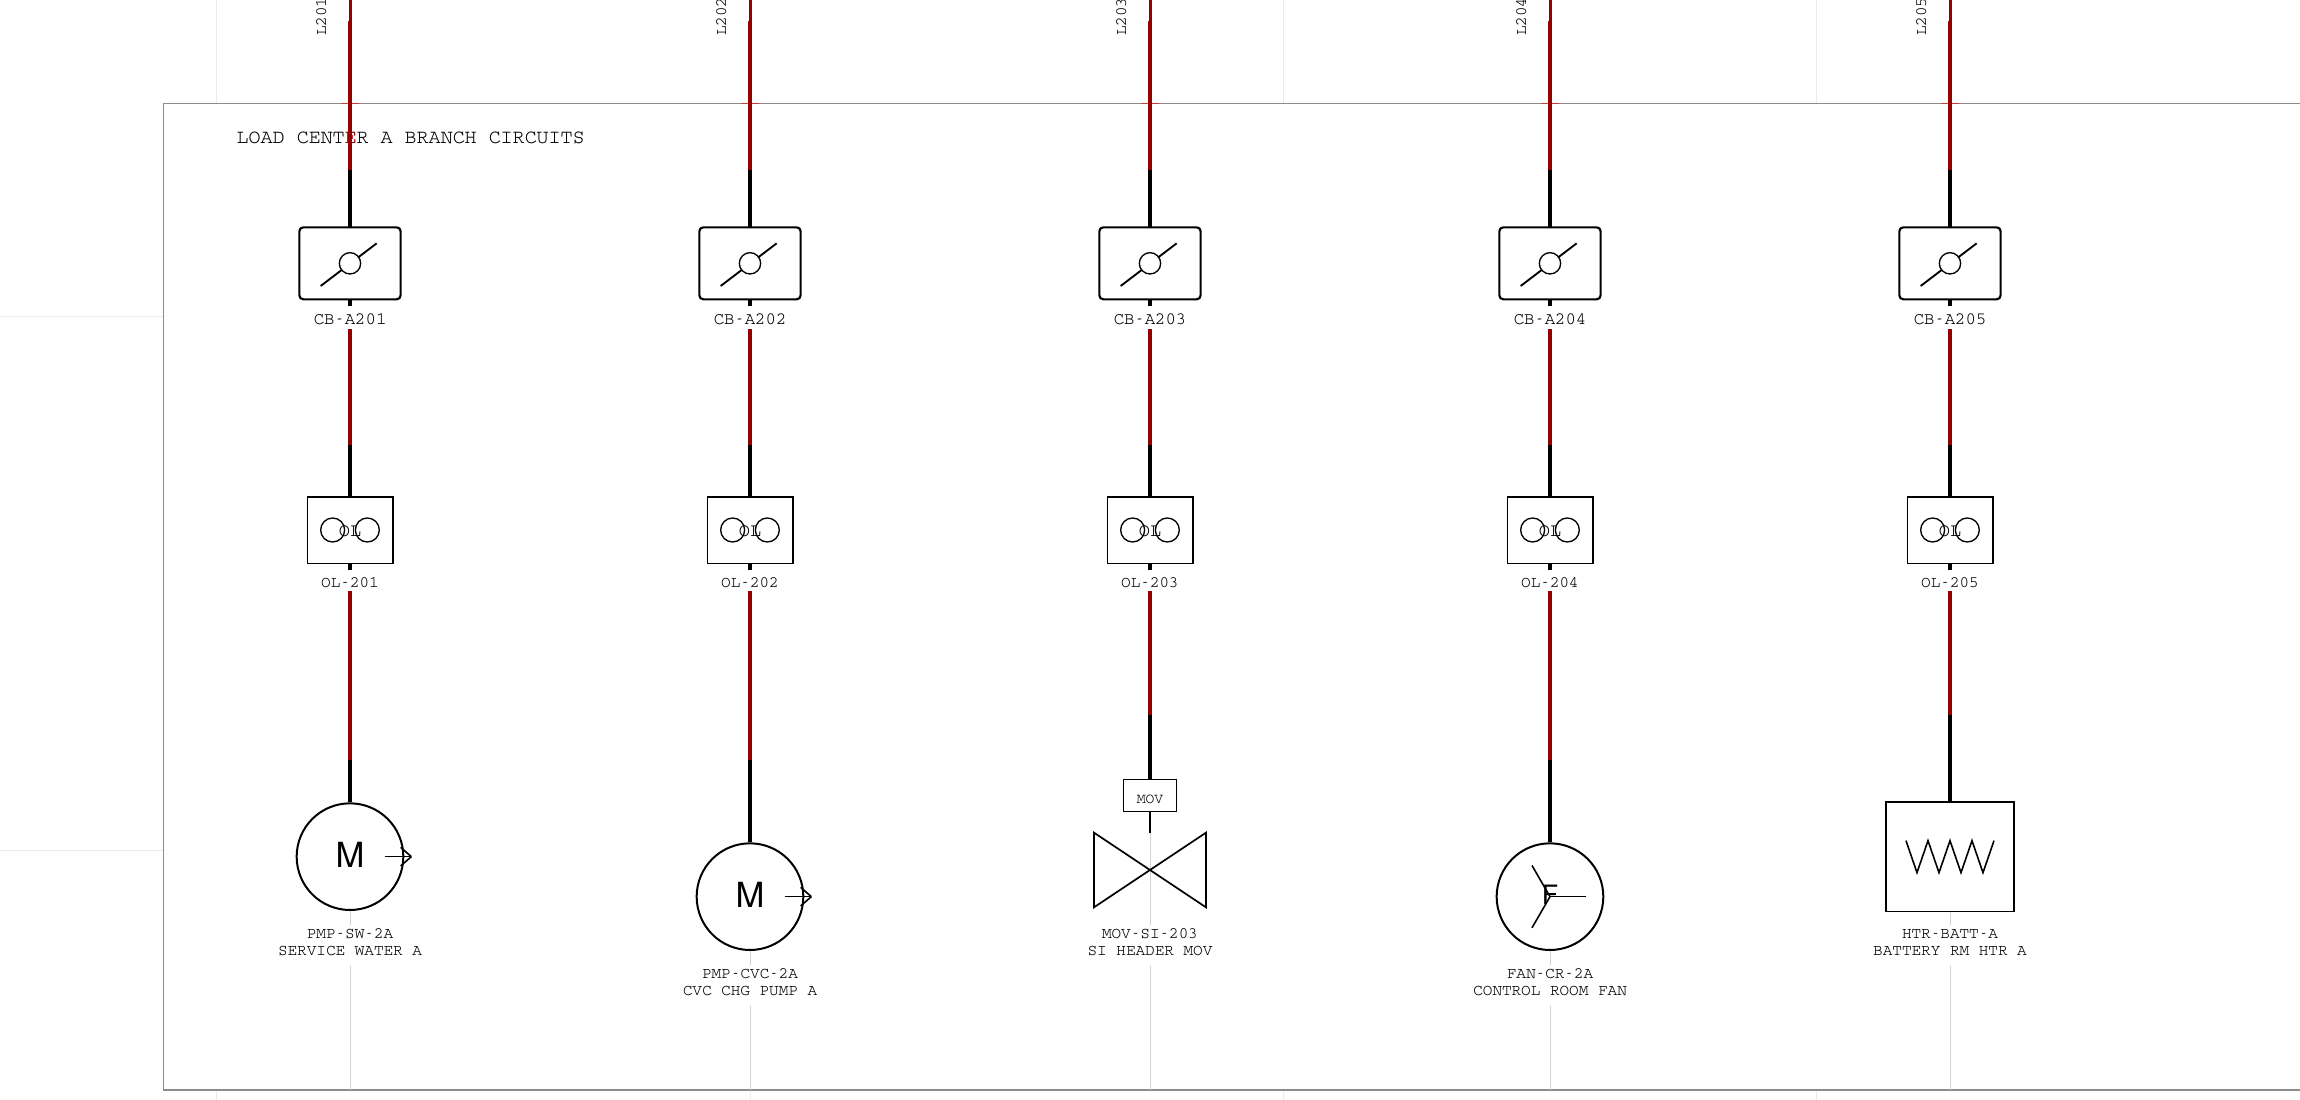 L201
L202
L203
L204
L205
LOAD CENTER A BRANCH CIRCUITS
CB-A201
CB-A202
CB-A203
CB-A204
CB-A205
OL
OL
OL
OL
OL
OL-201
OL-202
OL-203
OL-204
OL-205
MOV
M
M
F
PMP-SW-2A
SERVICE WATER A
PMP-CVC-2A
CVC CHG PUMP A
MOV-SI-203
SI HEADER MOV
FAN-CR-2A
CONTROL ROOM FAN
HTR-BATT-A
BATTERY RM HTR A